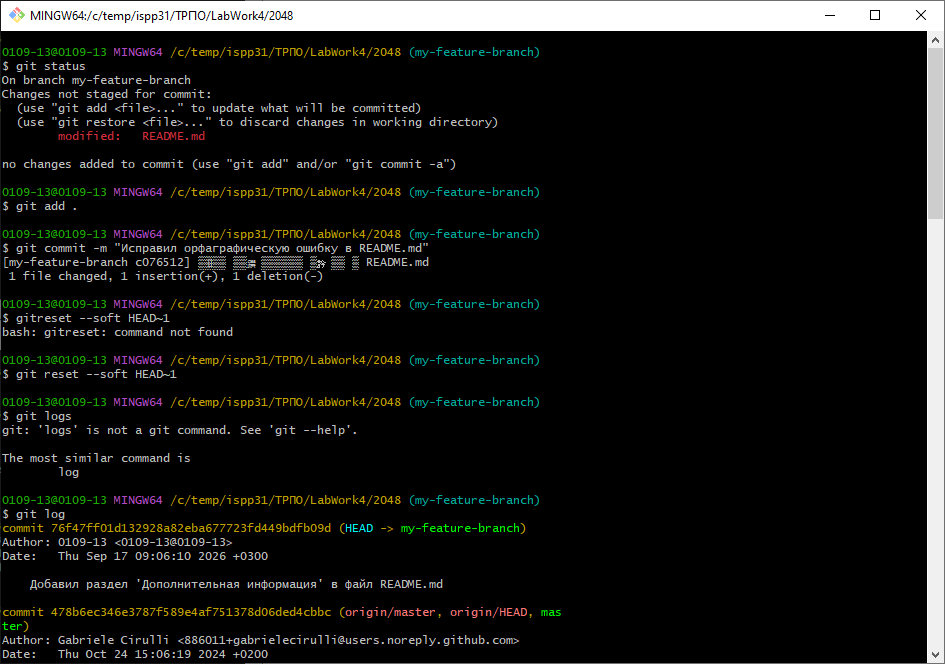 MINGW64:/c/temp/ispp31/ТРПО/LabWork4/2048
0109-13@0109-13 MINGW64 /c/temp/ispp31/ТРПО/LabWork4/2048 (my-feature-branch)
$ git status
On branch my-feature-branch
Changes not staged for commit:
  (use "git add <file>..." to update what will be committed)
  (use "git restore <file>..." to discard changes in working directory)
        modified:   README.md
no changes added to commit (use "git add" and/or "git commit -a")
0109-13@0109-13 MINGW64 /c/temp/ispp31/ТРПО/LabWork4/2048 (my-feature-branch)
$ git add .
0109-13@0109-13 MINGW64 /c/temp/ispp31/ТРПО/LabWork4/2048 (my-feature-branch)
$ git commit -m "Исправил орфаграфическую ошибку в README.md"
[my-feature-branch c076512] README.md
 1 file changed, 1 insertion(+), 1 deletion(-)
0109-13@0109-13 MINGW64 /c/temp/ispp31/ТРПО/LabWork4/2048 (my-feature-branch)
$ gitreset --soft HEAD~1
bash: gitreset: command not found
0109-13@0109-13 MINGW64 /c/temp/ispp31/ТРПО/LabWork4/2048 (my-feature-branch)
$ git reset --soft HEAD~1
0109-13@0109-13 MINGW64 /c/temp/ispp31/ТРПО/LabWork4/2048 (my-feature-branch)
$ git logs
git: 'logs' is not a git command. See 'git --help'.
The most similar command is
        log
0109-13@0109-13 MINGW64 /c/temp/ispp31/ТРПО/LabWork4/2048 (my-feature-branch)
$ git log
commit 76f47ff01d132928a82eba677723fd449bdfb09d (HEAD -> my-feature-branch)
Author: 0109-13 <0109-13@0109-13>
Date:   Thu Sep 17 09:06:10 2026 +0300
    Добавил раздел 'Дополнительная информация' в файл README.md
commit 478b6ec346e3787f589e4af751378d06ded4cbbc (origin/master, origin/HEAD, mas
ter)
Author: Gabriele Cirulli <886011+gabrielecirulli@users.noreply.github.com>
Date:   Thu Oct 24 15:06:19 2024 +0200